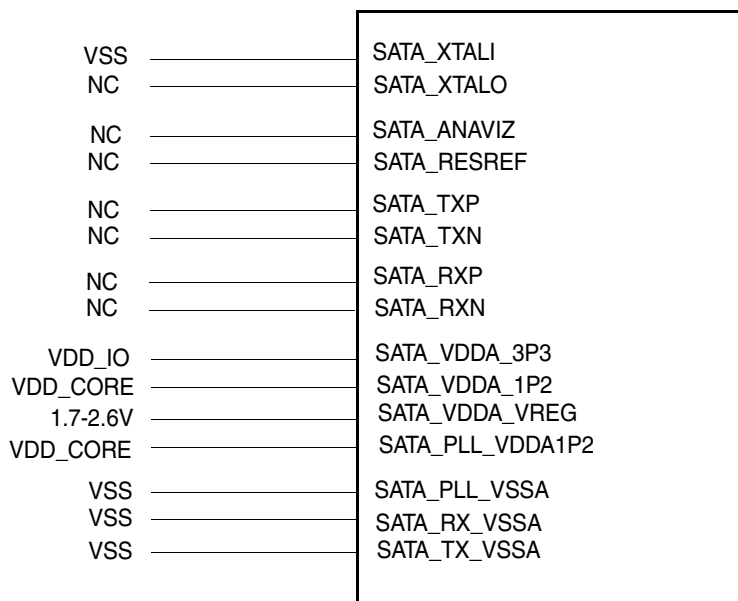 VSS SATA_XTALI
NC SATA_XTALO
NC SATA_ANAVIZ
NC SATA_RESREF
NC SATA_TXP
NC SATA_TXN
NC SATA_RXP
NC SATA_RXN
VDD_IO SATA_VDDA_3P3
VDD_CORE SATA_VDDA_1P2
1.7-2.6V SATA_VDDA_VREG
VDD_CORE SATA_PLL_VDDA1P2
VSS SATA_PLL_VSSA
VSS SATA_RX_VSSA
VSS SATA_TX_VSSA